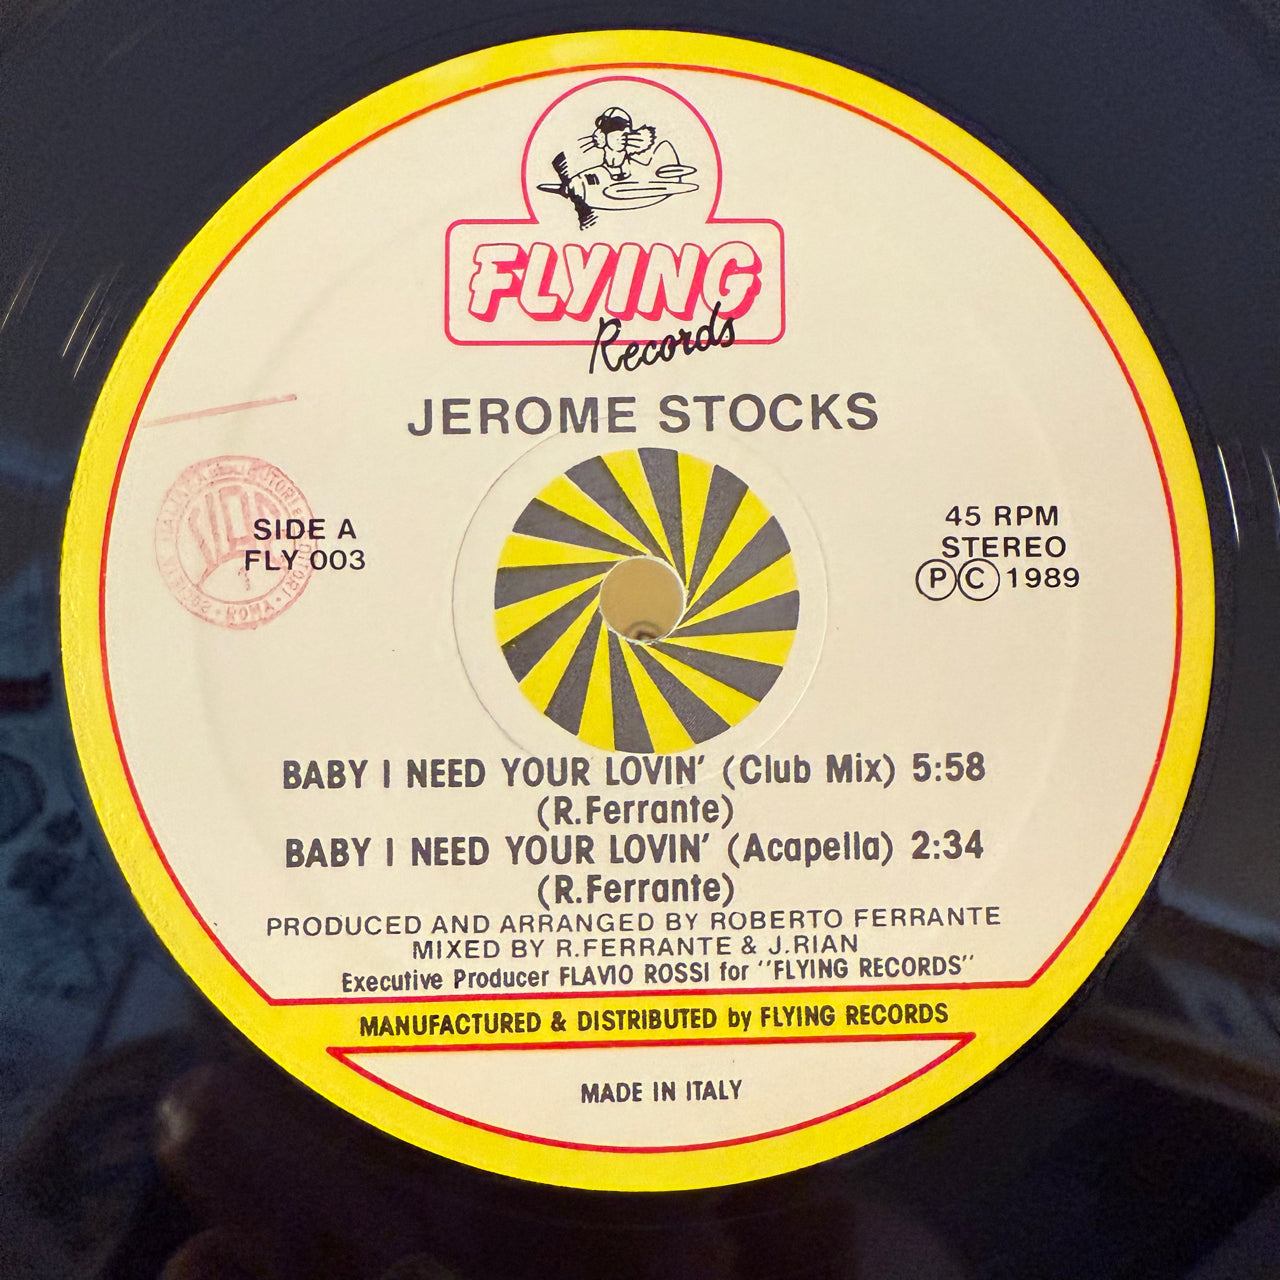 FLYING
Records
JEROME STOCKS
SIDE A
FLY 003
45 RPM
STEREO
Ⓟ Ⓒ 1989
SIAE
ROMA
BABY I NEED YOUR LOVIN' (Club Mix) 5:58
(R.Ferrante)
BABY I NEED YOUR LOVIN' (Acapella) 2:34
(R.Ferrante)
PRODUCED AND ARRANGED BY ROBERTO FERRANTE
MIXED BY R.FERRANTE & J.RIAN
Executive Producer FLAVIO ROSSI for "FLYING RECORDS"
MANUFACTURED & DISTRIBUTED by FLYING RECORDS
MADE IN ITALY